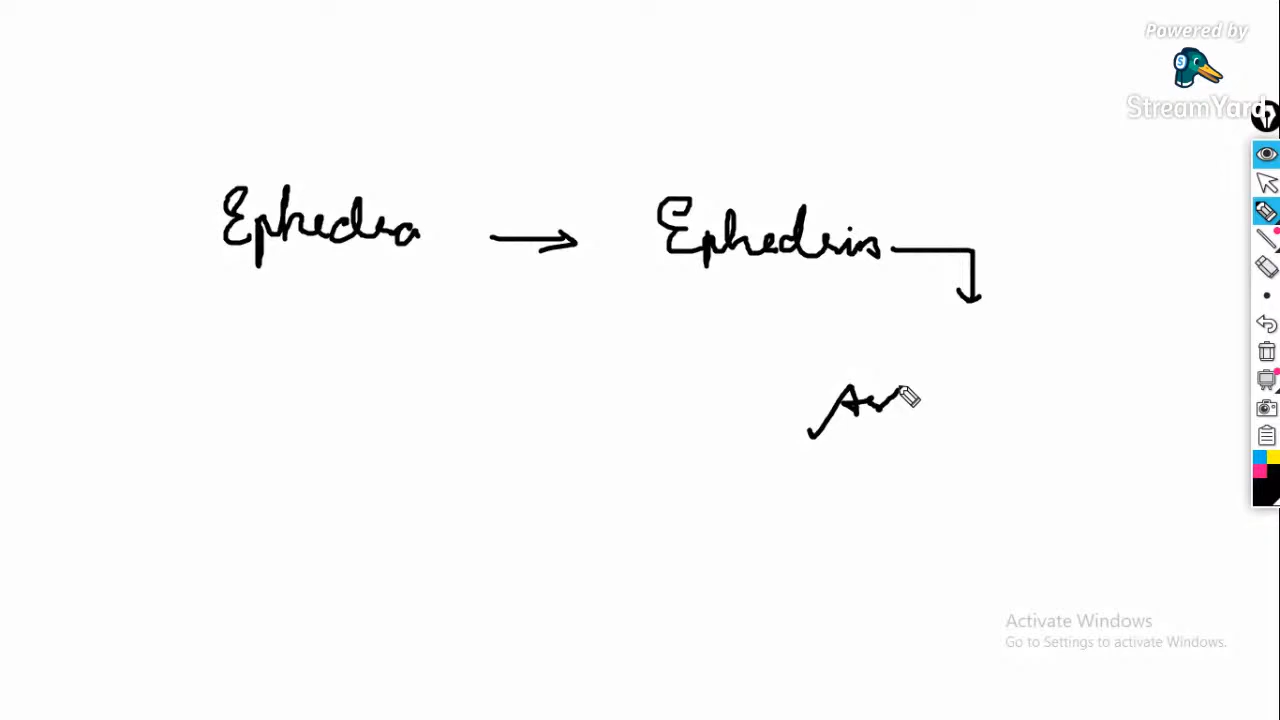 Powered by
StreamYard
Ephedra → Ephedrin
Activate Windows
Go to Settings to activate Windows.